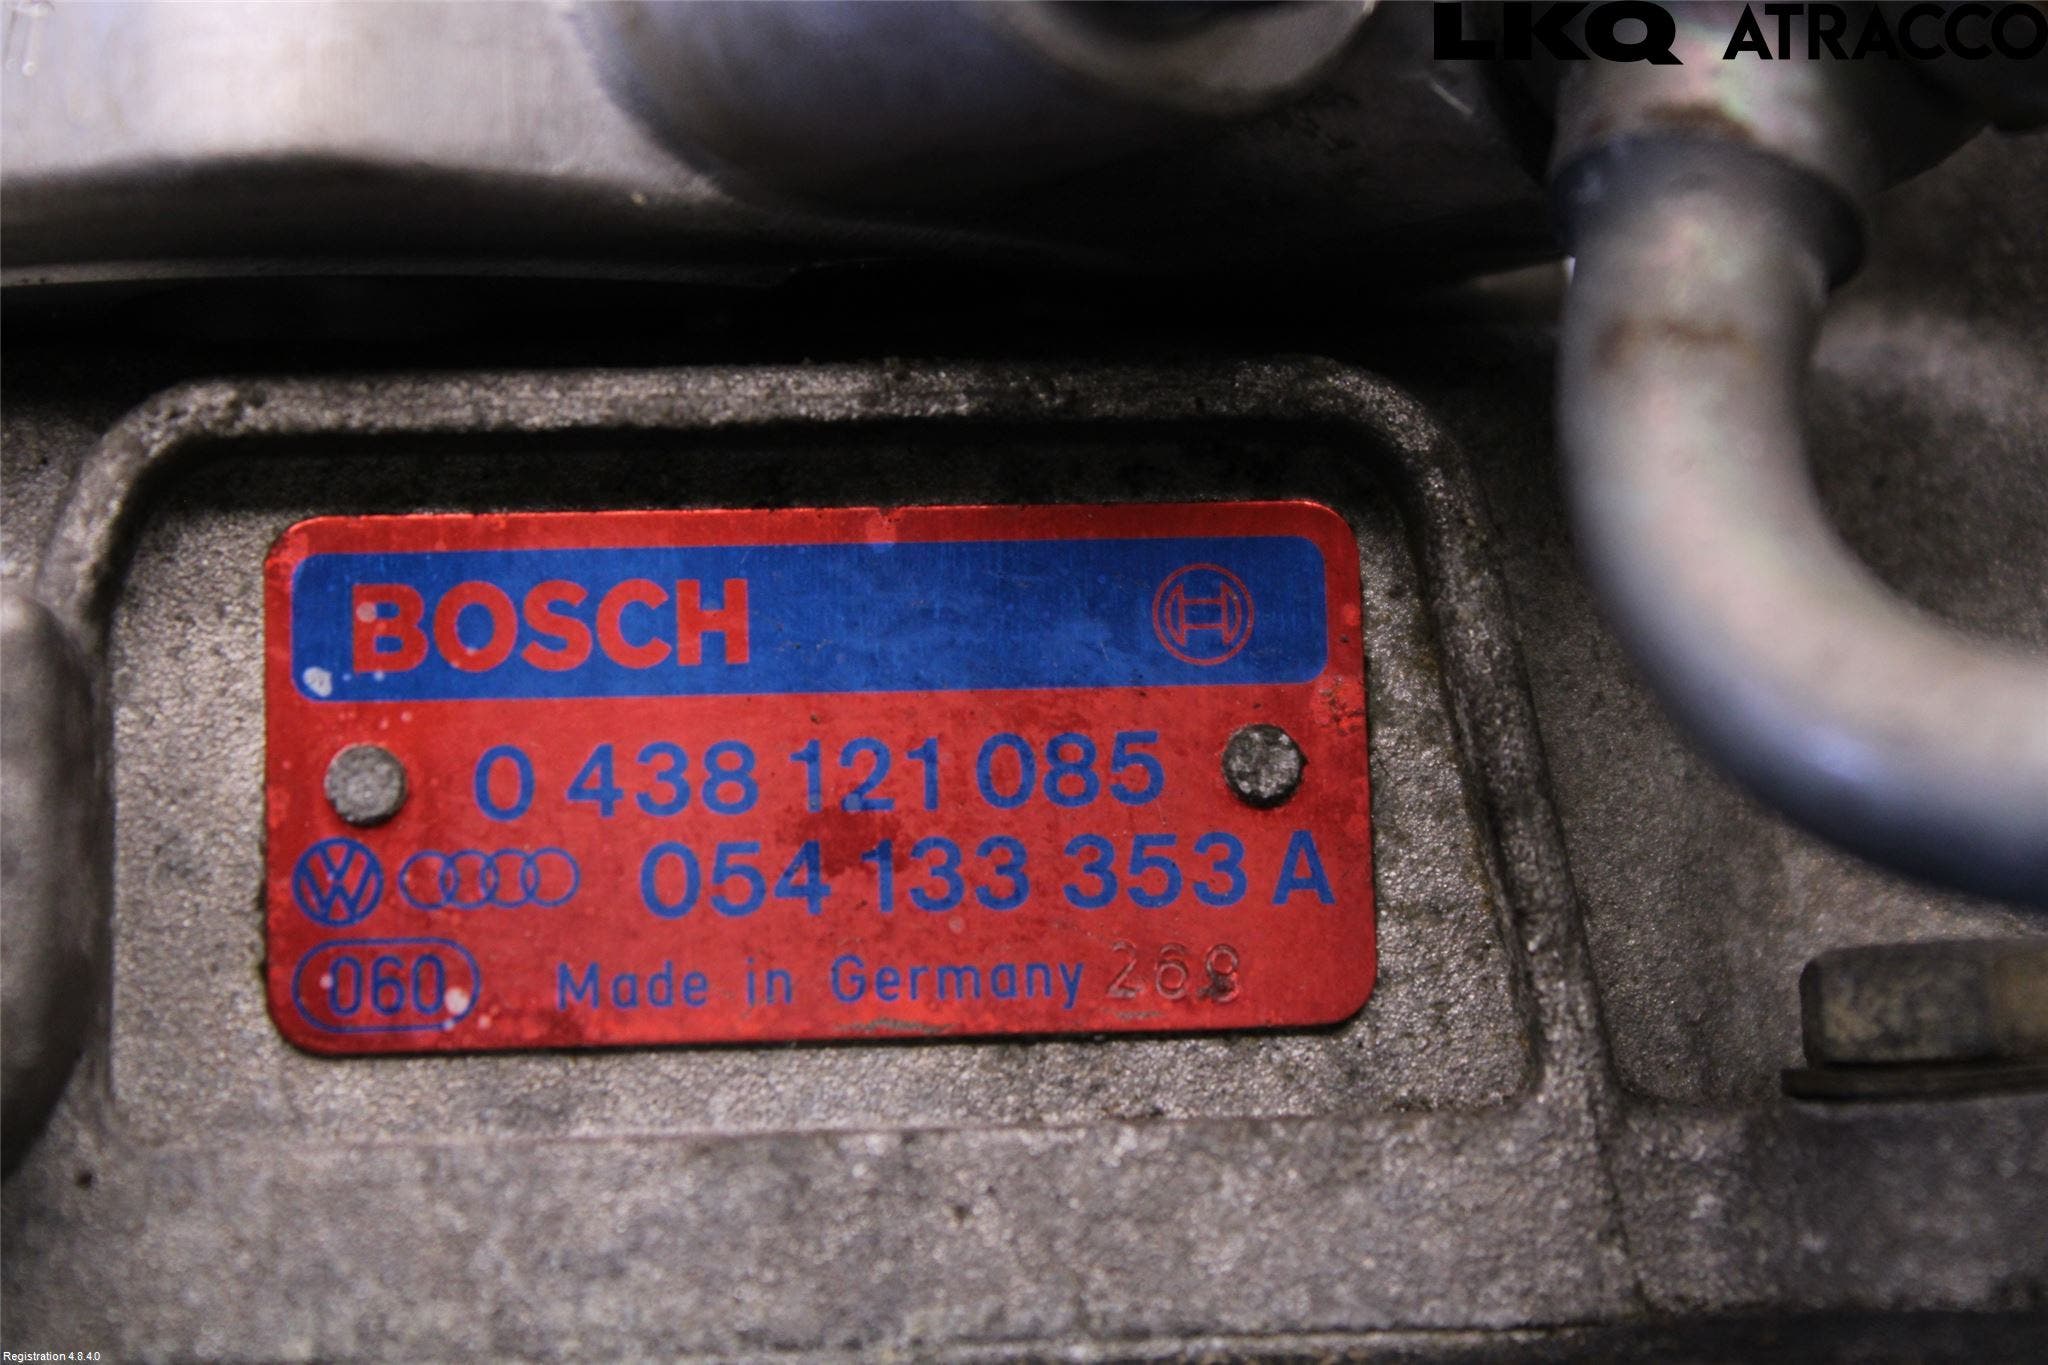 LKQ ATRACCO
BOSCH
0 438 121 085
054 133 353 A
060 Made in Germany 269
Registration 4.8.4.0